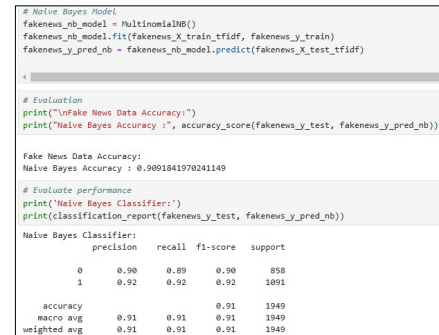 # Naive Bayes Model
fakenews_nb_model = MultinomialNB()
fakenews_nb_model.fit(fakenews_X_train_tfidf, fakenews_y_train)
fakenews_y_pred_nb = fakenews_nb_model.predict(fakenews_X_test_tfidf)
# Evaluation
print("\nFake News Data Accuracy:")
print("Naive Bayes Accuracy :", accuracy_score(fakenews_y_test, fakenews_y_pred_nb))
Fake News Data Accuracy:
Naive Bayes Accuracy : 0.9091841970241149
# Evaluate performance
print('Naive Bayes Classifier:')
print(classification_report(fakenews_y_test, fakenews_y_pred_nb))
Naive Bayes Classifier:
precision recall f1-score support
0 0.90 0.89 0.90 858
1 0.92 0.92 0.92 1091
accuracy 0.91 1949
macro avg 0.91 0.91 0.91 1949
weighted avg 0.91 0.91 0.91 1949